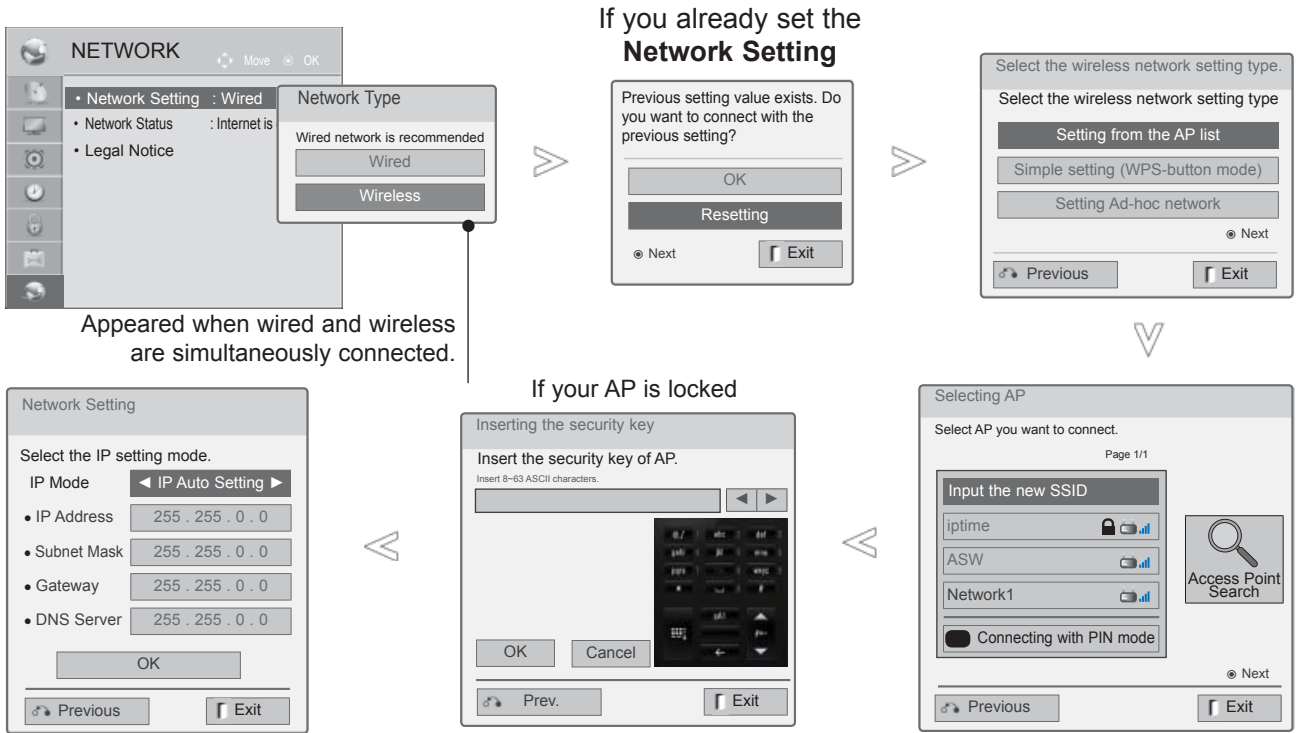 If you already set the
Network Setting
NETWORK
Move OK
• Network Setting : Wired
• Network Status : Internet is
• Legal Notice
Network Type
Wired network is recommended
Wired
Wireless
Appeared when wired and wireless
are simultaneously connected.
Previous setting value exists. Do
you want to connect with the
previous setting?
OK
Resetting
Next
Exit
Select the wireless network setting type.
Select the wireless network setting type
Setting from the AP list
Simple setting (WPS-button mode)
Setting Ad-hoc network
Next
Previous
Exit
Selecting AP
Select AP you want to connect.
Page 1/1
Input the new SSID
iptime
ASW
Network1
Connecting with PIN mode
Access Point
Search
Next
Previous
Exit
If your AP is locked
Inserting the security key
Insert the security key of AP.
Insert 8~63 ASCII characters.
◄ ►
OK
Cancel
Prev.
Exit
Network Setting
Select the IP setting mode.
IP Mode ◄ IP Auto Setting ►
• IP Address 255 . 255 . 0 . 0
• Subnet Mask 255 . 255 . 0 . 0
• Gateway 255 . 255 . 0 . 0
• DNS Server 255 . 255 . 0 . 0
OK
Previous
Exit